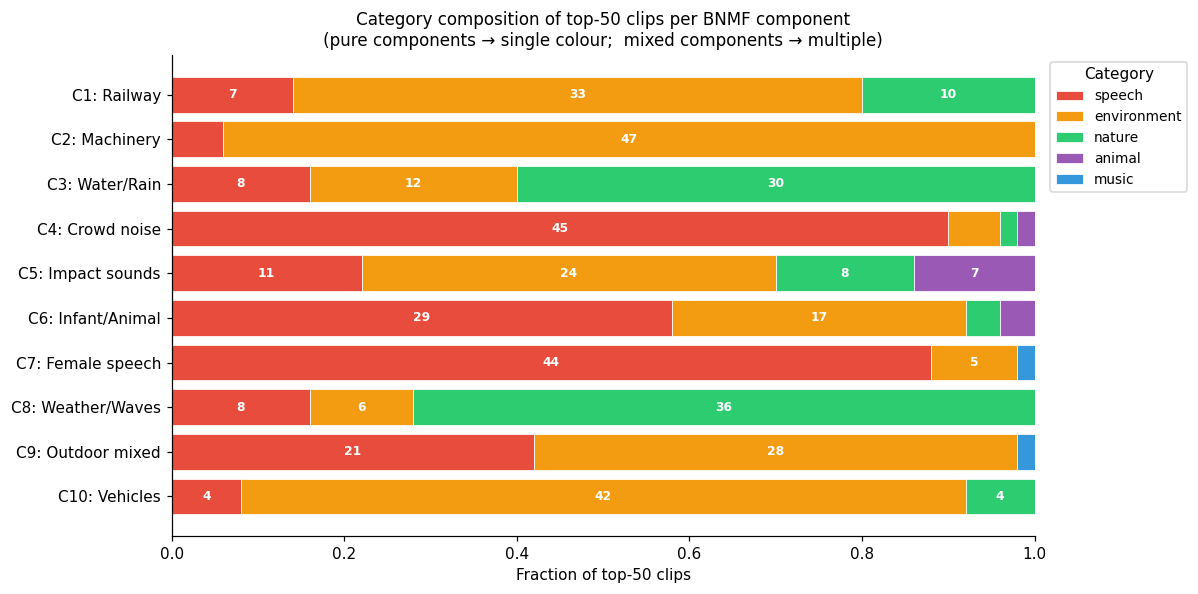 Category composition of top-50 clips per BNMF component
(pure components → single colour;  mixed components → multiple)
C1: Railway
7
33
10
C2: Machinery
47
C3: Water/Rain
8
12
30
C4: Crowd noise
45
C5: Impact sounds
11
24
8
7
C6: Infant/Animal
29
17
C7: Female speech
44
5
C8: Weather/Waves
8
6
36
C9: Outdoor mixed
21
28
C10: Vehicles
4
42
4
0.0
0.2
0.4
0.6
0.8
1.0
Fraction of top-50 clips
Category
speech
environment
nature
animal
music